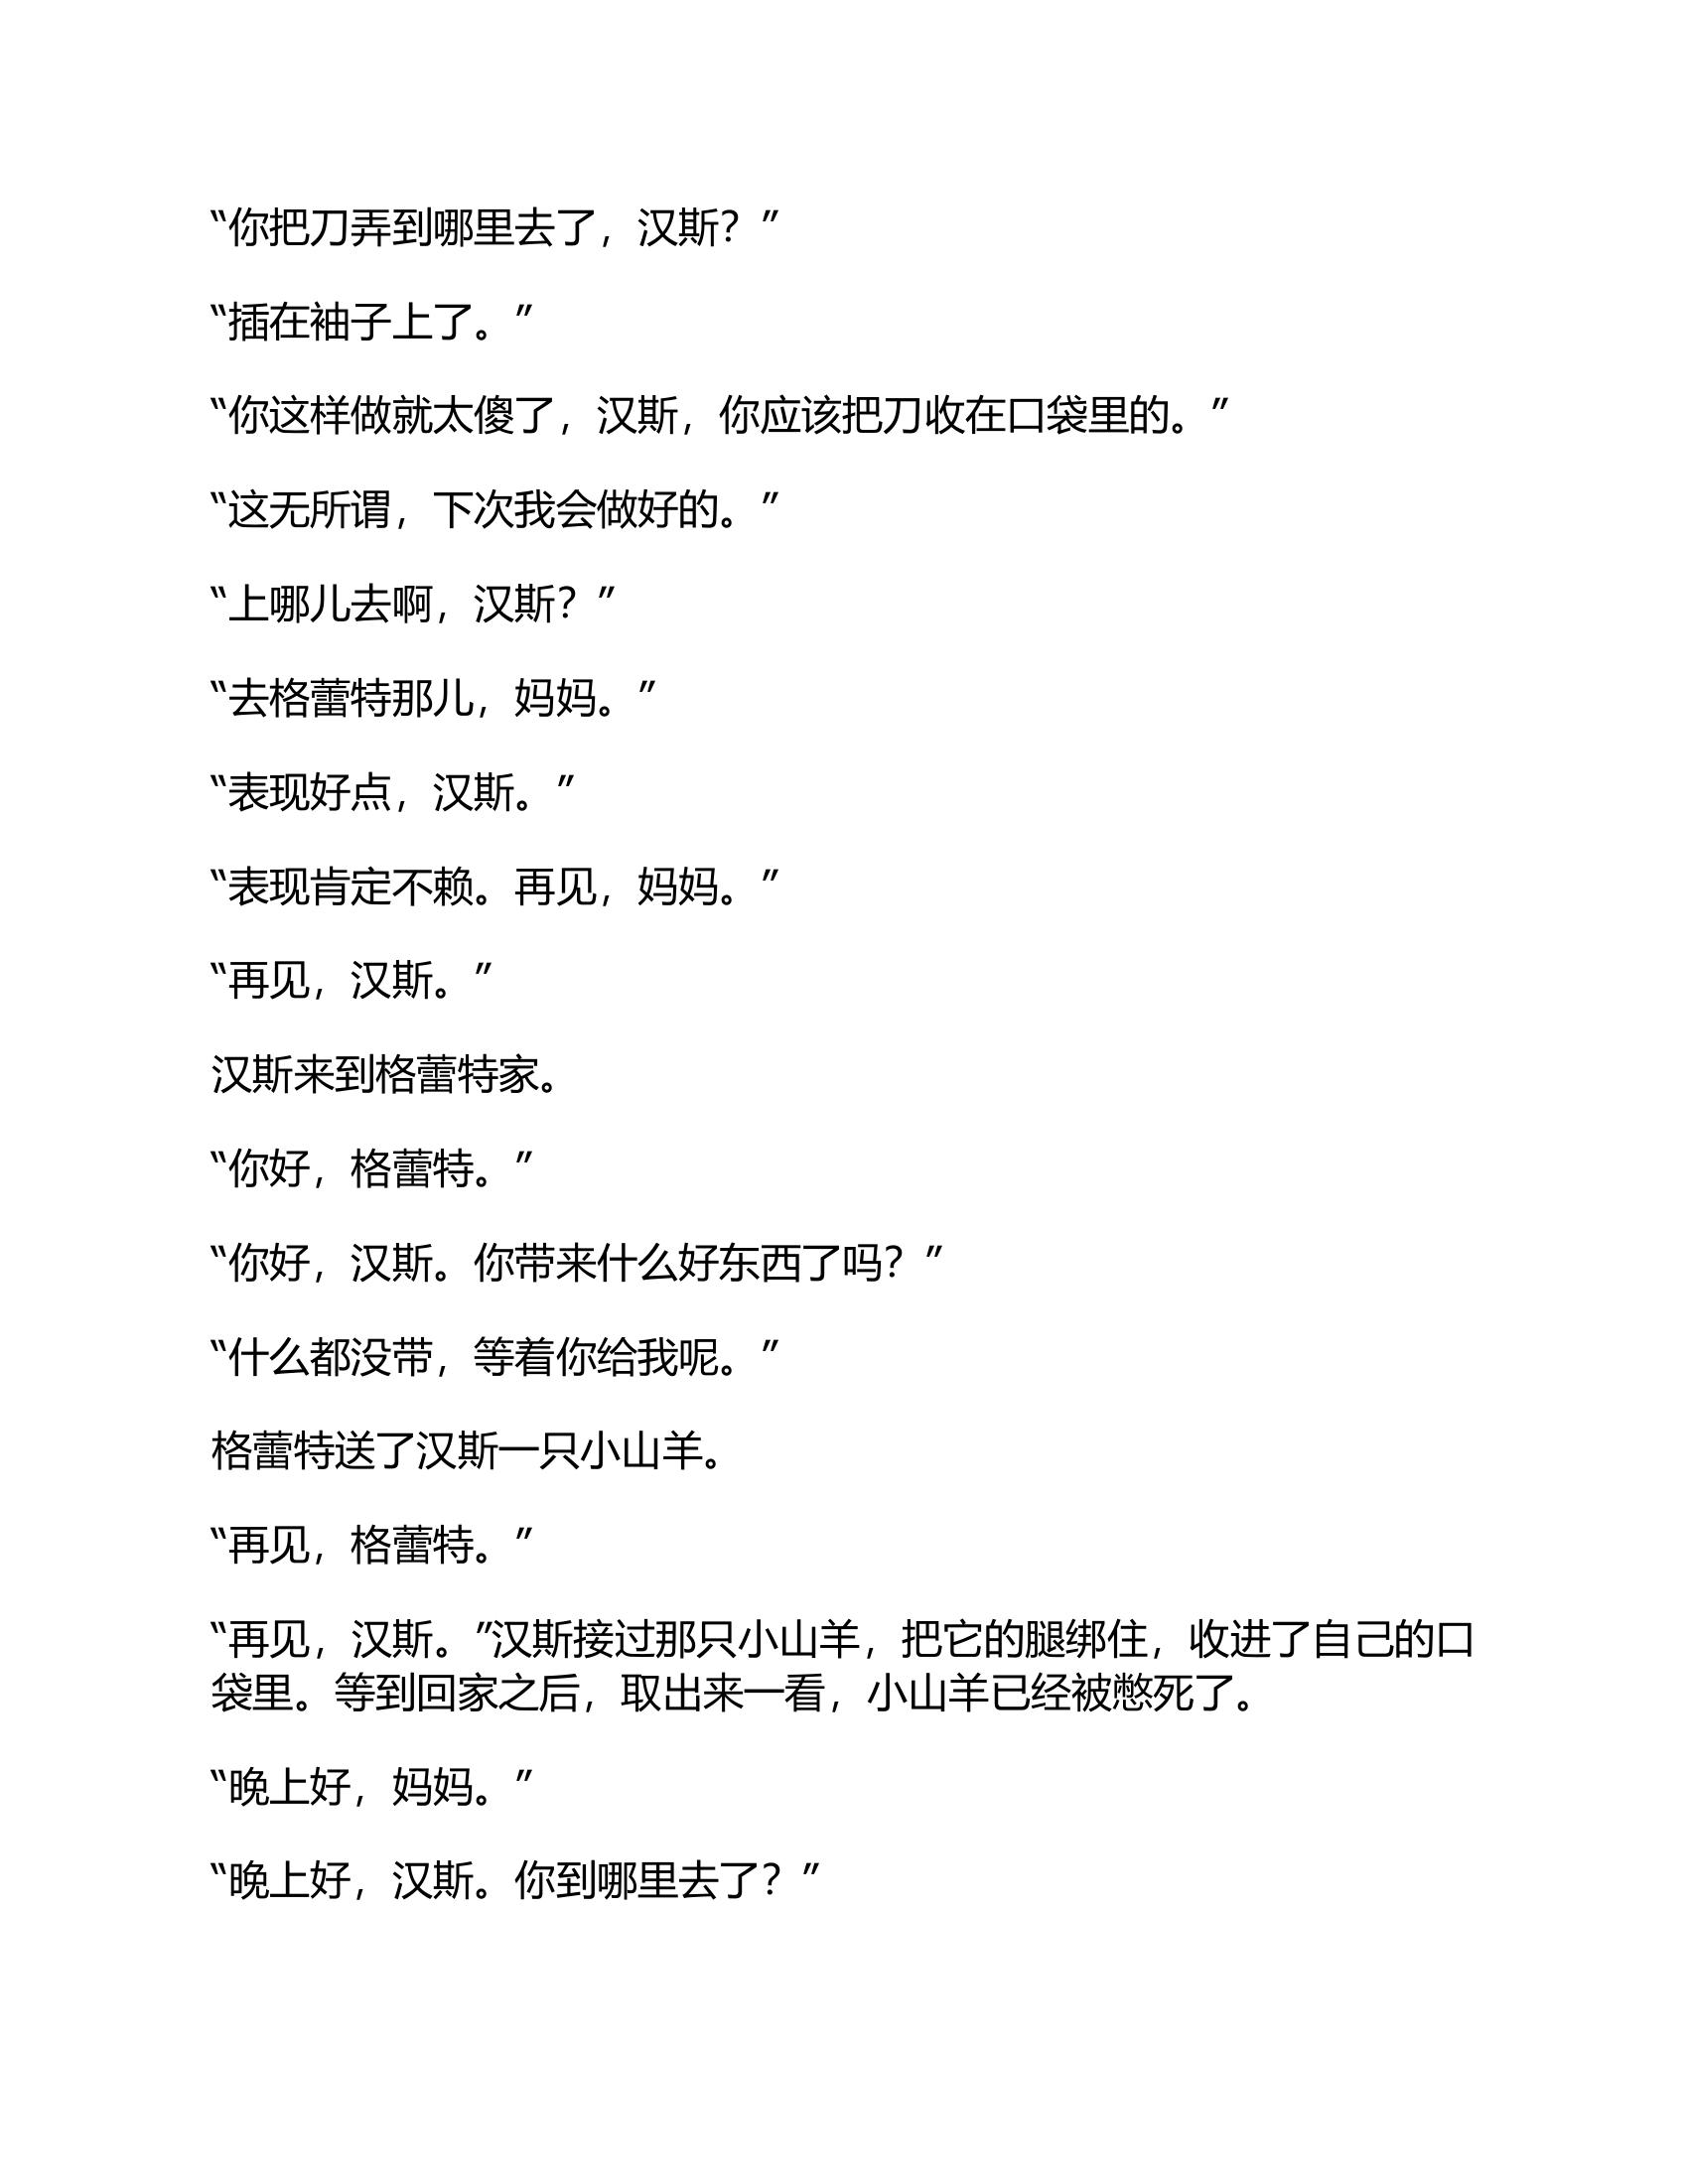 “你把刀弄到哪里去了，汉斯？”
“插在袖子上了。”
“你这样做就太傻了，汉斯，你应该把刀收在口袋里的。”
“这无所谓，下次我会做好的。”
“上哪儿去啊，汉斯？”
“去格蕾特那儿，妈妈。”
“表现好点，汉斯。”
“表现肯定不赖。再见，妈妈。”
“再见，汉斯。”
汉斯来到格蕾特家。
“你好，格蕾特。”
“你好，汉斯。你带来什么好东西了吗？”
“什么都没带，等着你给我呢。”
格蕾特送了汉斯一只小山羊。
“再见，格蕾特。”
“再见，汉斯。”汉斯接过那只小山羊，把它的腿绑住，收进了自己的口
袋里。等到回家之后，取出来一看，小山羊已经被憋死了。
“晚上好，妈妈。”
“晚上好，汉斯。你到哪里去了？”